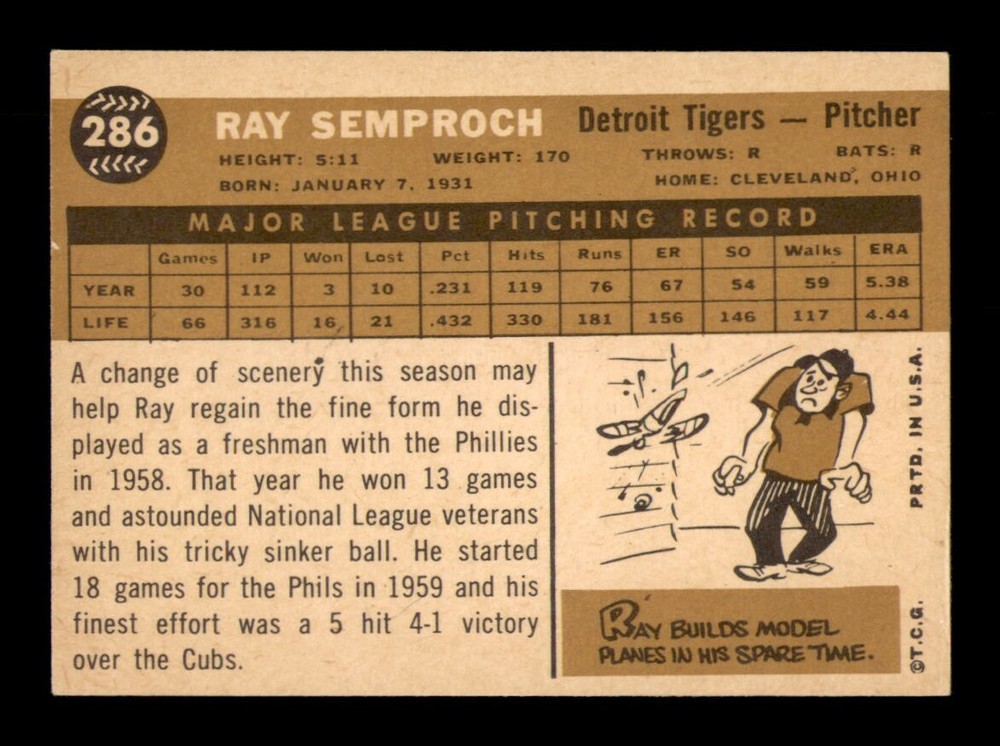 286
RAY SEMPROCH Detroit Tigers — Pitcher
HEIGHT: 5:11 WEIGHT: 170 THROWS: R BATS: R
BORN: JANUARY 7, 1931 HOME: CLEVELAND, OHIO
MAJOR LEAGUE PITCHING RECORD
Games IP Won Lost Pct Hits Runs ER SO Walks ERA
YEAR 30 112 3 10 .231 119 76 67 54 59 5.38
LIFE 66 316 16 21 .432 330 181 156 146 117 4.44
A change of scenery this season may
help Ray regain the fine form he dis-
played as a freshman with the Phillies
in 1958. That year he won 13 games
and astounded National League veterans
with his tricky sinker ball. He started
18 games for the Phils in 1959 and his
finest effort was a 5 hit 4-1 victory
over the Cubs.
RAY BUILDS MODEL
PLANES IN HIS SPARE TIME.
©T.C.G. PRTD. IN U.S.A.